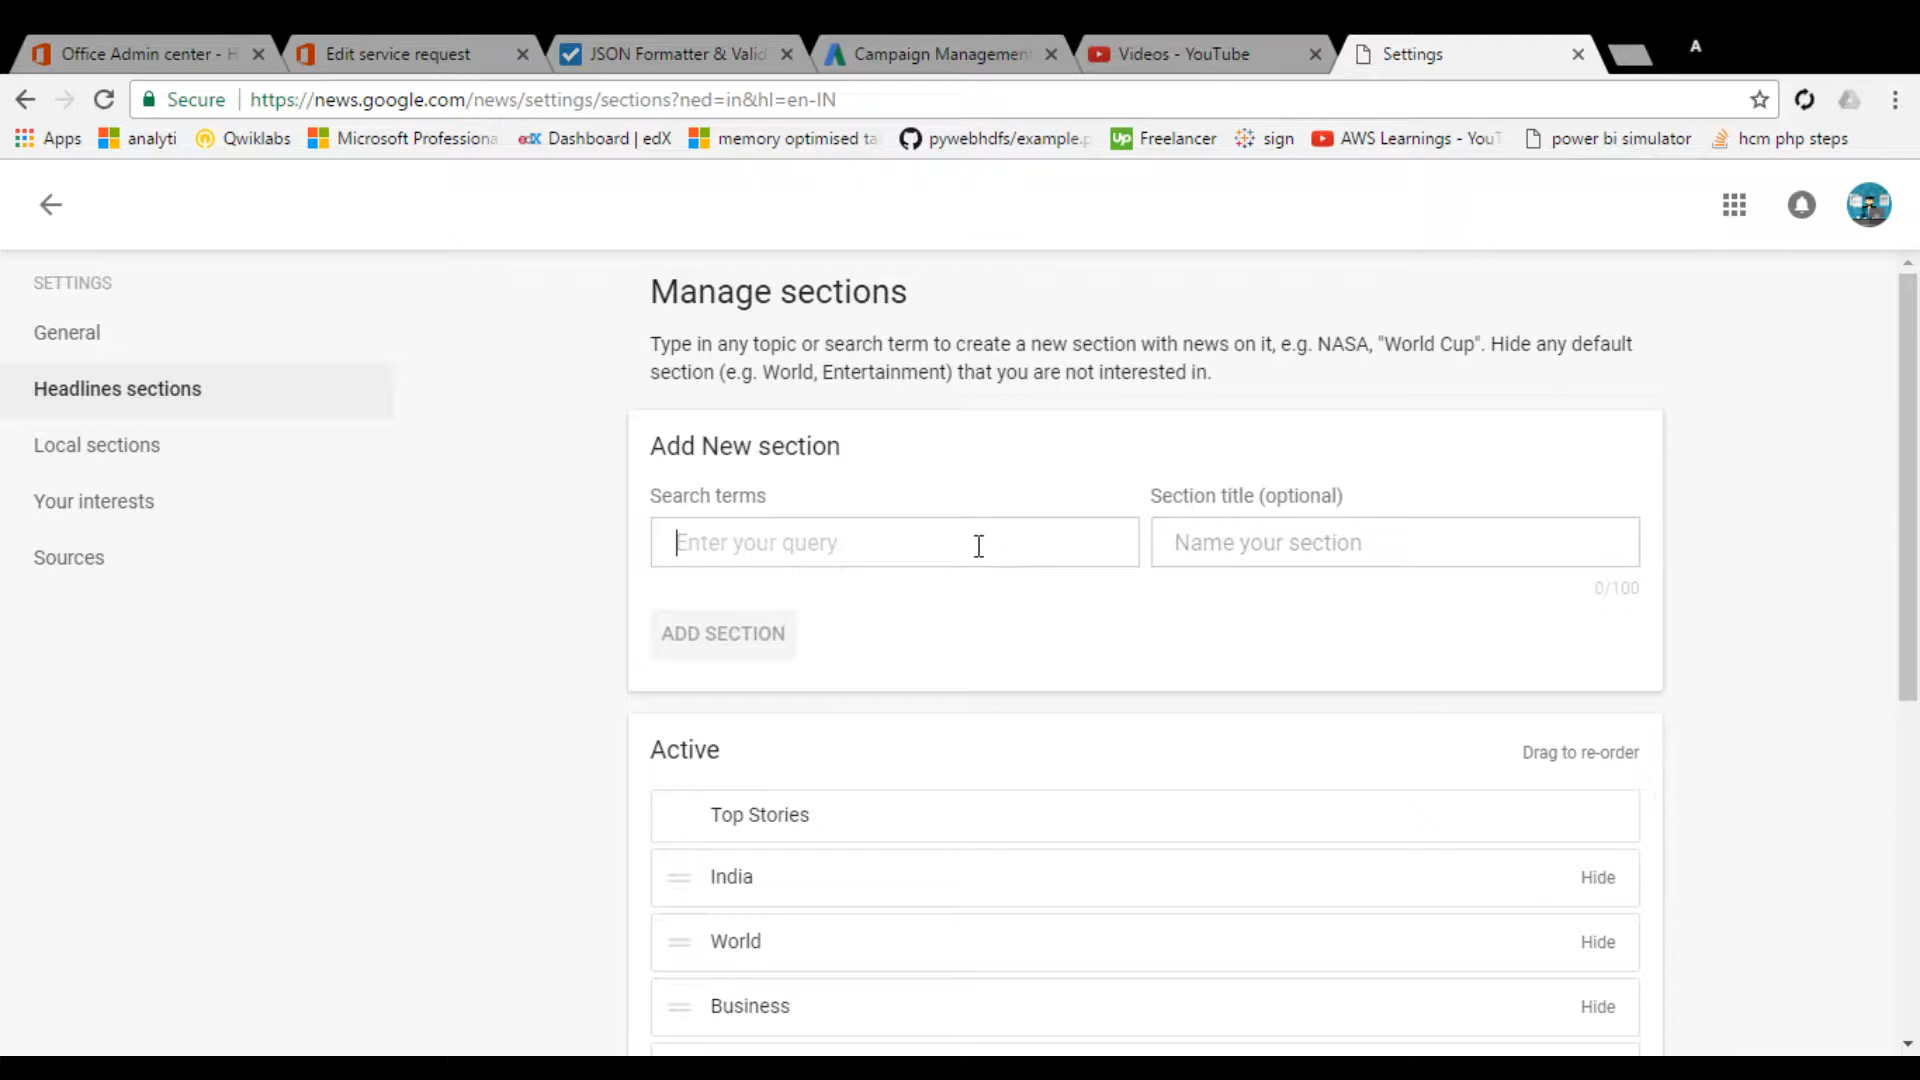 Office Admin center - H
Edit service request
JSON Formatter & Valid
Campaign Management
Videos - YouTube
Settings
A
Secure
https://news.google.com/news/settings/sections?ned=in&hl=en-IN
Apps
analyti
Qwiklabs
Microsoft Professiona
edX
Dashboard | edX
memory optimised ta
pywebhdfs/example.p
Up
Freelancer
sign
AWS Learnings - YouT
power bi simulator
hcm php steps
SETTINGS
General
Headlines sections
Local sections
Your interests
Sources
Manage sections
Type in any topic or search term to create a new section with news on it, e.g. NASA, "World Cup". Hide any default
section (e.g. World, Entertainment) that you are not interested in.
Add New section
Search terms
Section title (optional)
Enter your query
Name your section
0/100
ADD SECTION
Active
Drag to re-order
Top Stories
India
Hide
World
Hide
Business
Hide